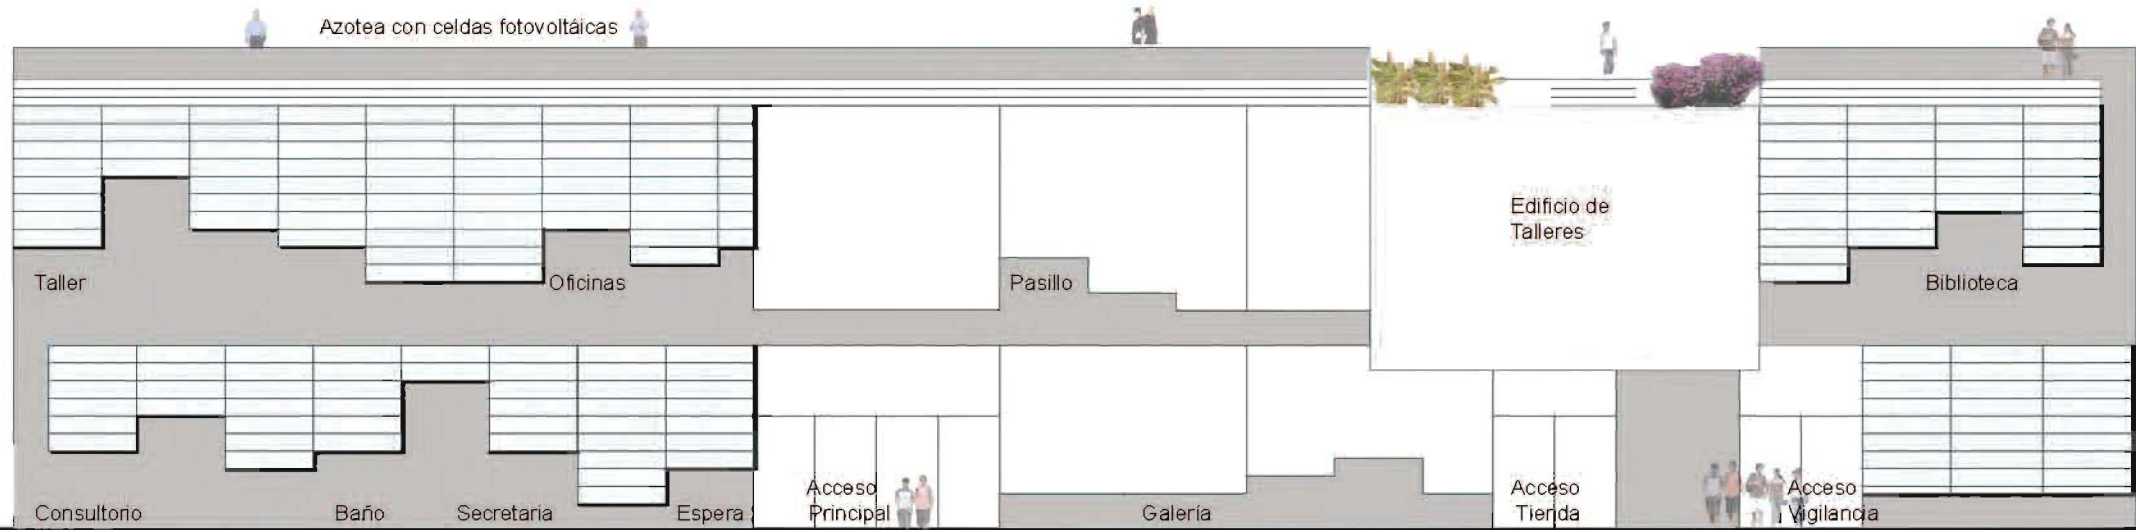 Azotea con celdas fotovoltáicas
Edificio de
Talleres
Taller
Oficinas
Pasillo
Biblioteca
Consultorio
Baño
Secretaria
Espera
Acceso
Principal
Galería
Acceso
Tienda
Acceso
Vigilancia